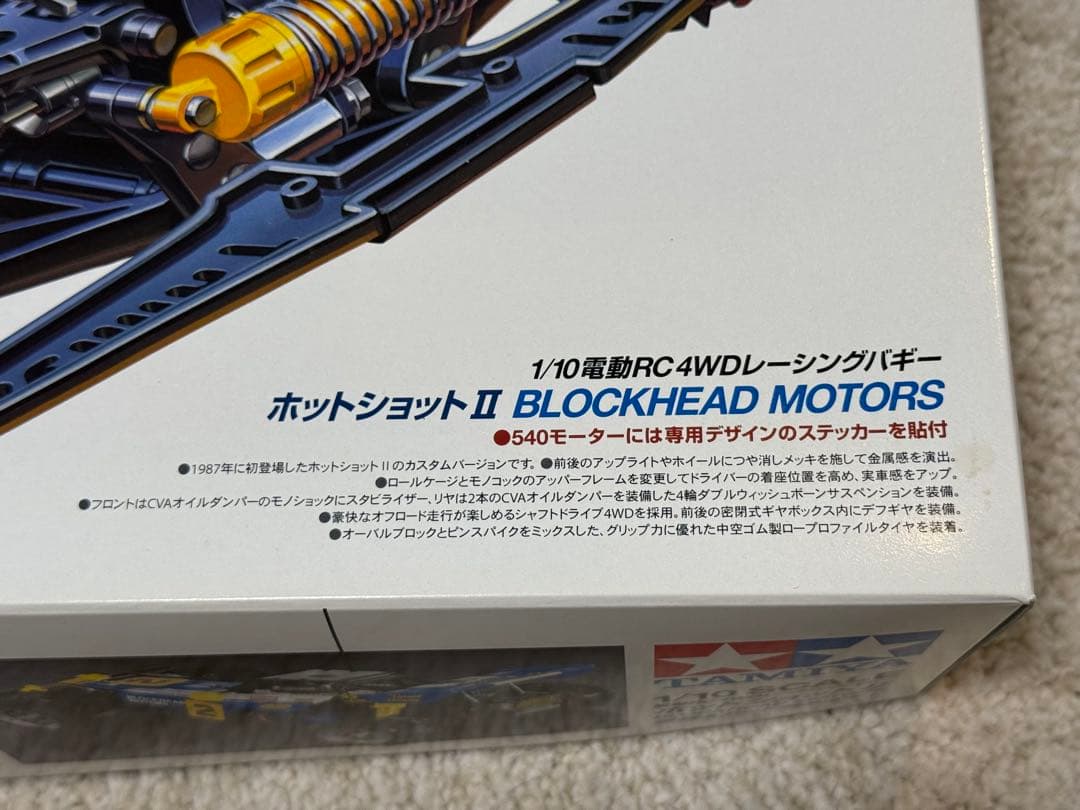 1/10電動RC 4WDレーシングバギー
ホットショットII BLOCKHEAD MOTORS
●540モーターには専用デザインのステッカーを貼付
●1987年に初登場したホットショットIIのカスタムバージョンです。●前後のアップライトやホイールにつや消しメッキを施して金属感を演出。
●ロールケージとモノコックのアッパーフレームを変更してドライバーの着座位置を高め、実車感をアップ。
●フロントはCVAオイルダンパーのモノショックにスタビライザー、リヤは2本のCVAオイルダンパーを装備した4輪ダブルウィッシュボーンサスペンションを装備。
●豪快なオフロード走行が楽しめるシャフトドライブ4WDを採用。前後の密閉式ギヤボックス内にデフギヤを装備。
●オーバルブロックとピンスパイクをミックスした、グリップ力に優れた中空ゴム製ロープロファイルタイヤを装着。
TAMIYA
1/10 SCALE
2